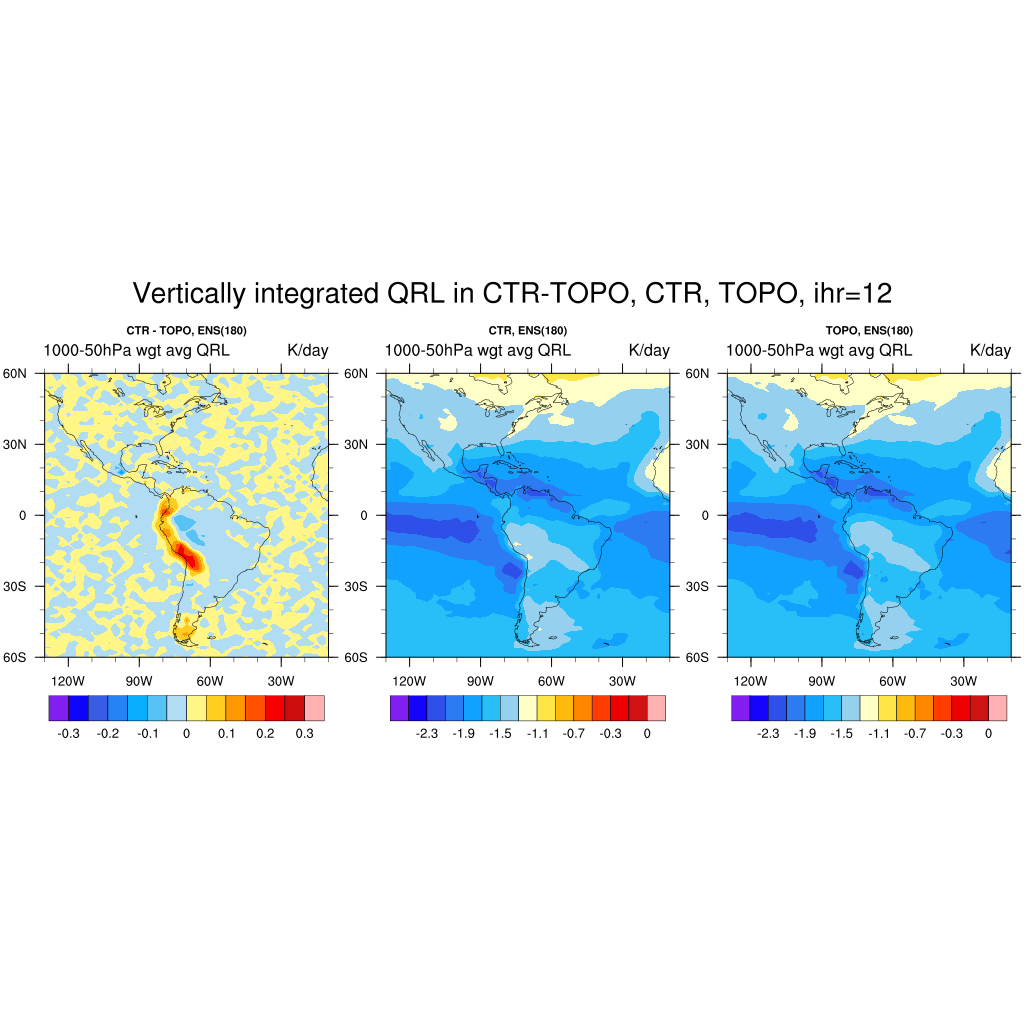 Vertically integrated QRL in CTR-TOPO, CTR, TOPO, ihr=12
CTR - TOPO, ENS(180)
1000-50hPa wgt avg QRL K/day
60N
30N
0
30S
60S
120W 90W 60W 30W
-0.3 -0.2 -0.1 0 0.1 0.2 0.3
CTR, ENS(180)
1000-50hPa wgt avg QRL K/day
60N
30N
0
30S
60S
120W 90W 60W 30W
-2.3 -1.9 -1.5 -1.1 -0.7 -0.3 0
TOPO, ENS(180)
1000-50hPa wgt avg QRL K/day
60N
30N
0
30S
60S
120W 90W 60W 30W
-2.3 -1.9 -1.5 -1.1 -0.7 -0.3 0